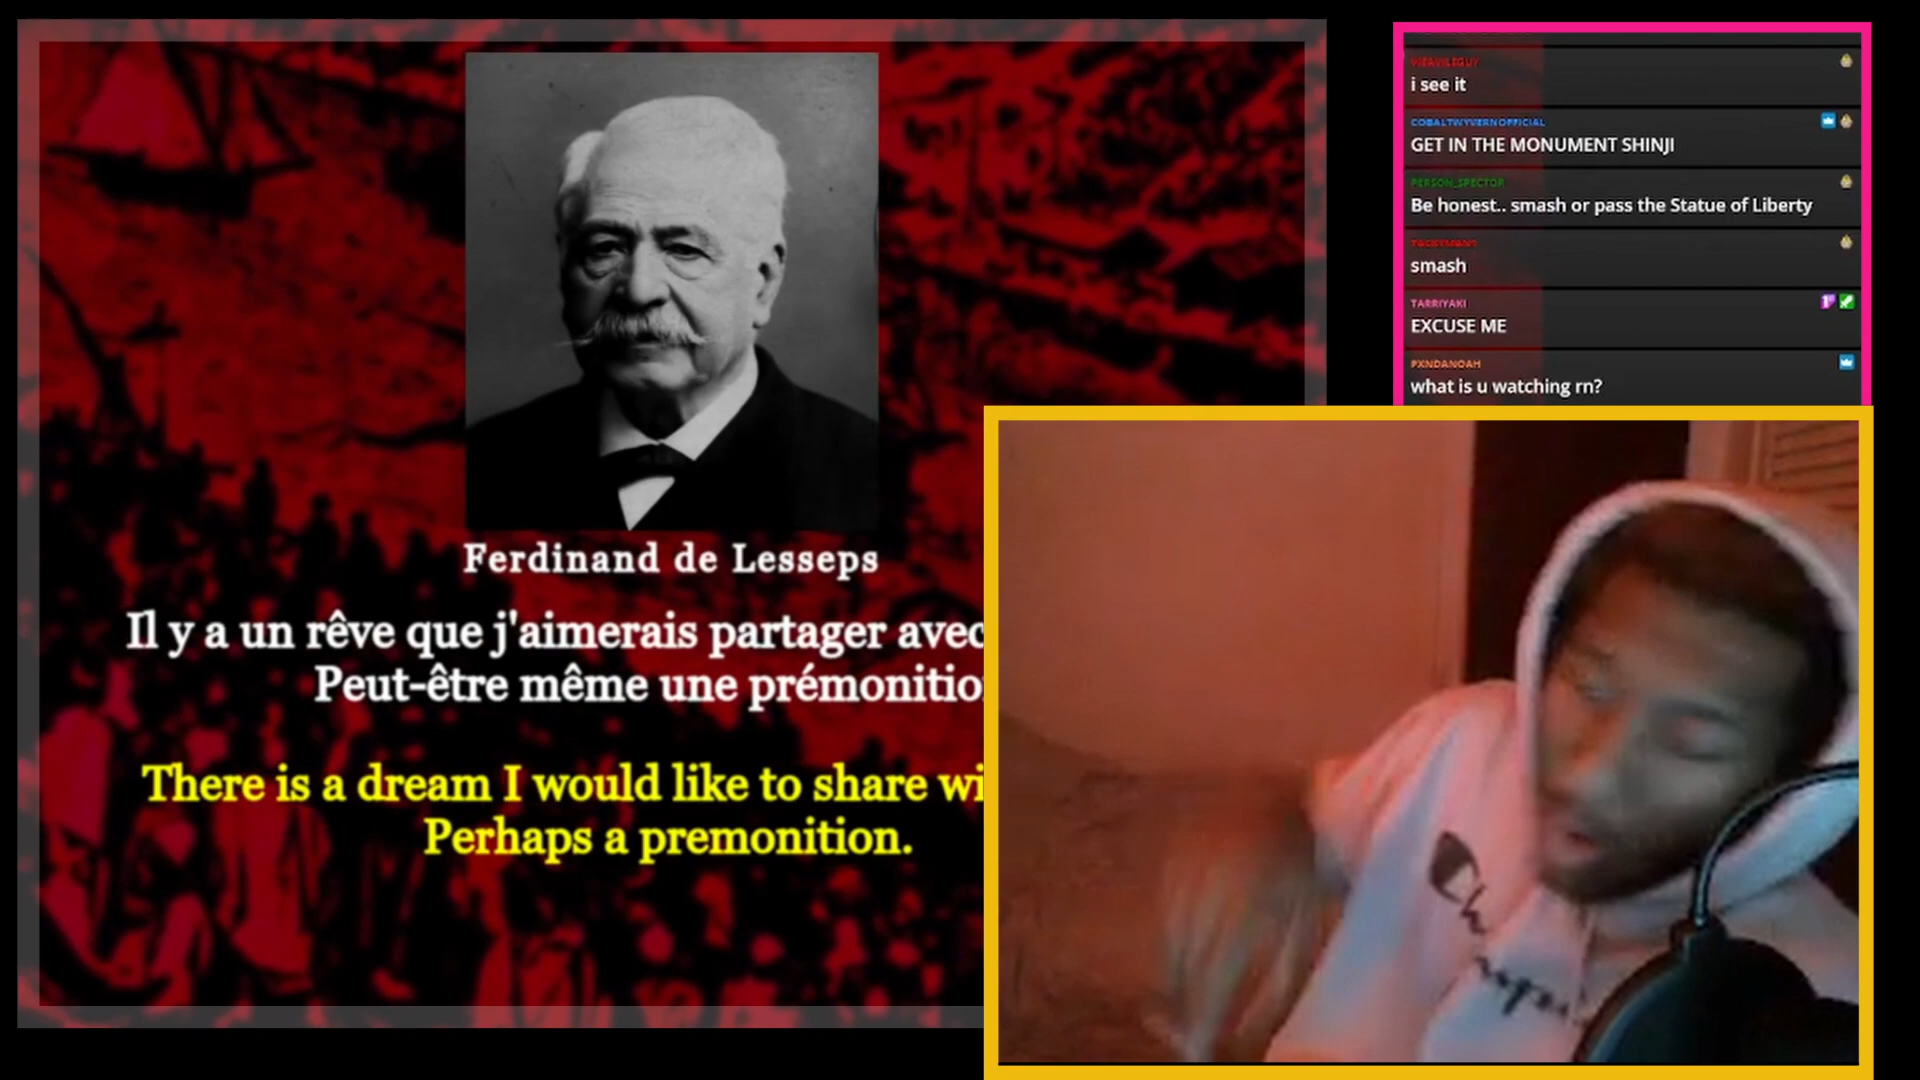 Ferdinand de Lesseps
Il y a un rêve que j'aimerais partager avec
Peut-être même une prémonitio
There is a dream I would like to share wi
Perhaps a premonition.
i see it
COBALTWYVERNOFFICIAL
GET IN THE MONUMENT SHINJI
PERSON_SPECTOR
Be honest.. smash or pass the Statue of Liberty
smash
TARRIYAKI
EXCUSE ME
PXNDANOAH
what is u watching rn?